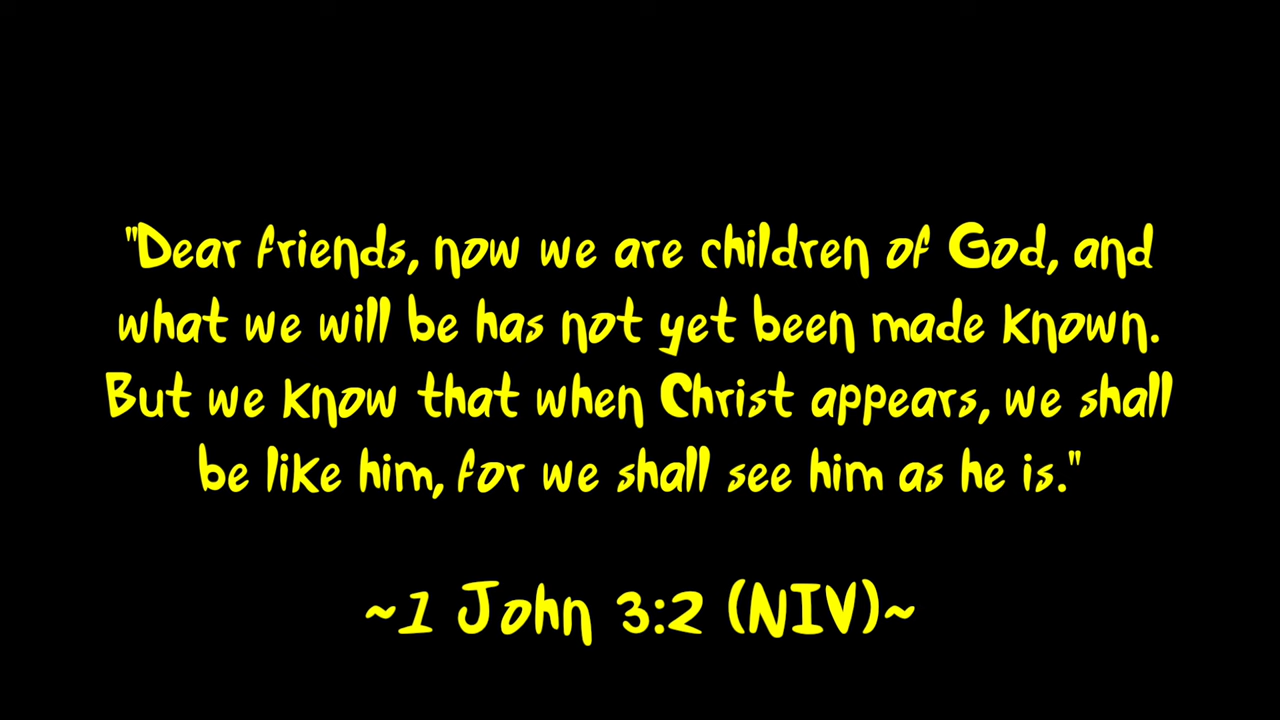 "Dear friends, now we are children of God, and
what we will be has not yet been made known.
But we know that when Christ appears, we shall
be like him, for we shall see him as he is."
~1 John 3:2 (NIV)~